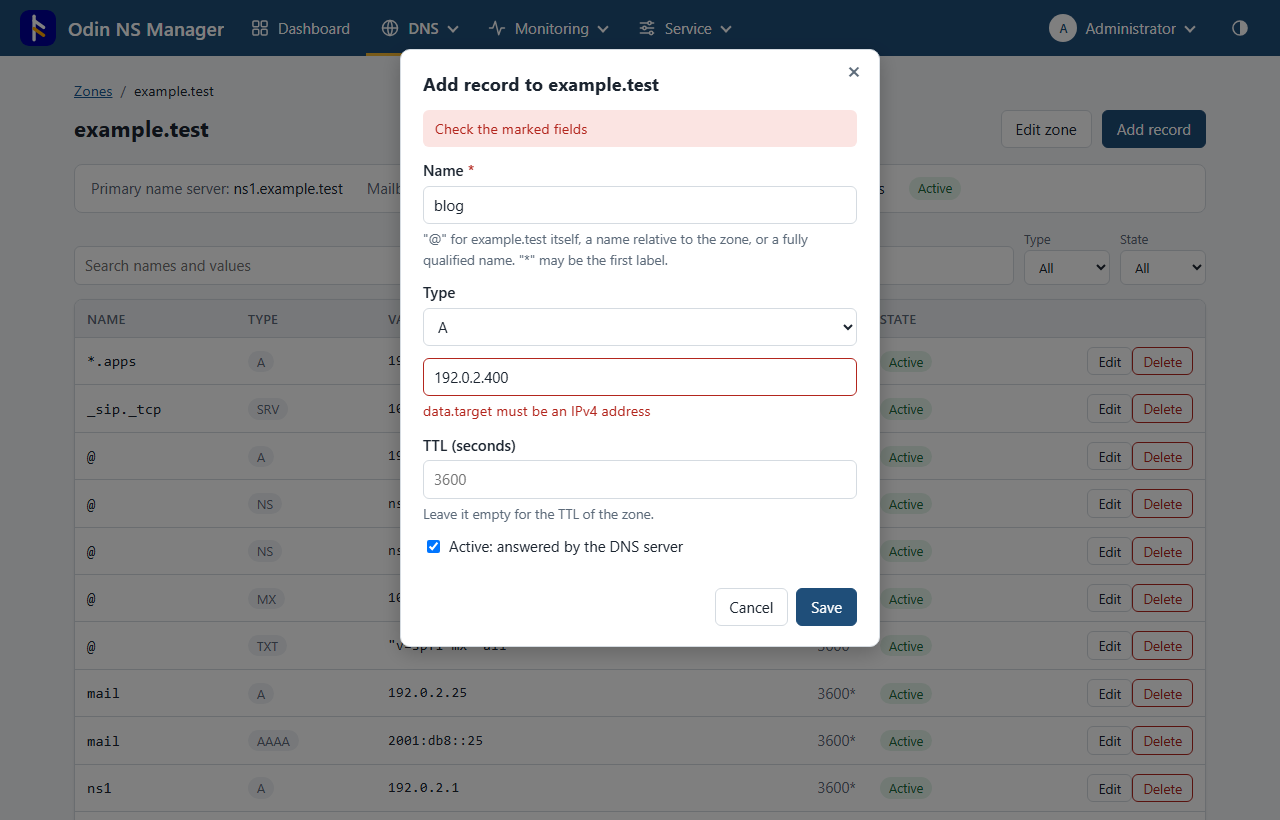 Odin NS Manager
Dashboard
DNS
Monitoring
Service
A
Administrator
Zones / example.test
example.test
Edit zone
Add record
Primary name server: ns1.example.test
Active
Search names and values
Type
All
State
All
NAME
TYPE
STATE
*.apps
A
Active
Edit
Delete
_sip._tcp
SRV
Active
Edit
Delete
@
A
Active
Edit
Delete
@
NS
Active
Edit
Delete
@
NS
Active
Edit
Delete
@
MX
Active
Edit
Delete
@
TXT
Active
Edit
Delete
mail
A
192.0.2.25
3600*
Active
Edit
Delete
mail
AAAA
2001:db8::25
3600*
Active
Edit
Delete
ns1
A
192.0.2.1
3600*
Active
Edit
Delete
Add record to example.test
×
Check the marked fields
Name *
blog
"@" for example.test itself, a name relative to the zone, or a fully
qualified name. "*" may be the first label.
Type
A
192.0.2.400
data.target must be an IPv4 address
TTL (seconds)
3600
Leave it empty for the TTL of the zone.
Active: answered by the DNS server
Cancel
Save